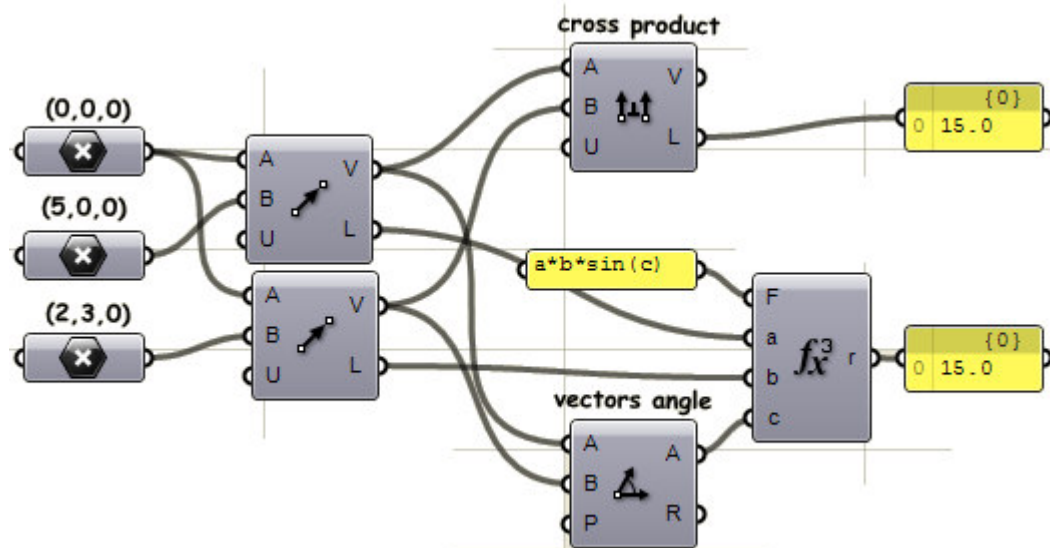 cross product
(0,0,0)
(5,0,0)
(2,3,0)
A
B
U
V
L
A
B
U
V
L
A
B
U
V
L
{0}
0 15.0
a*b*sin(c)
F
a
b
c
fx3
r
{0}
0 15.0
vectors angle
A
B
P
A
R